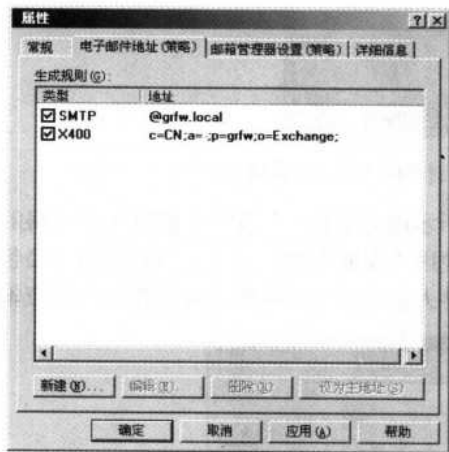 属性
常规 电子邮件地址(策略) 邮箱管理器设置(策略) 详细信息
生成规则(G):
类型 地址
SMTP @grfw.local
X400 c=CN;a= ;p=grfw;o=Exchange;
新建(N)... 编辑(E)... 删除(R) 设为主地址(S)
确定 取消 应用(A) 帮助